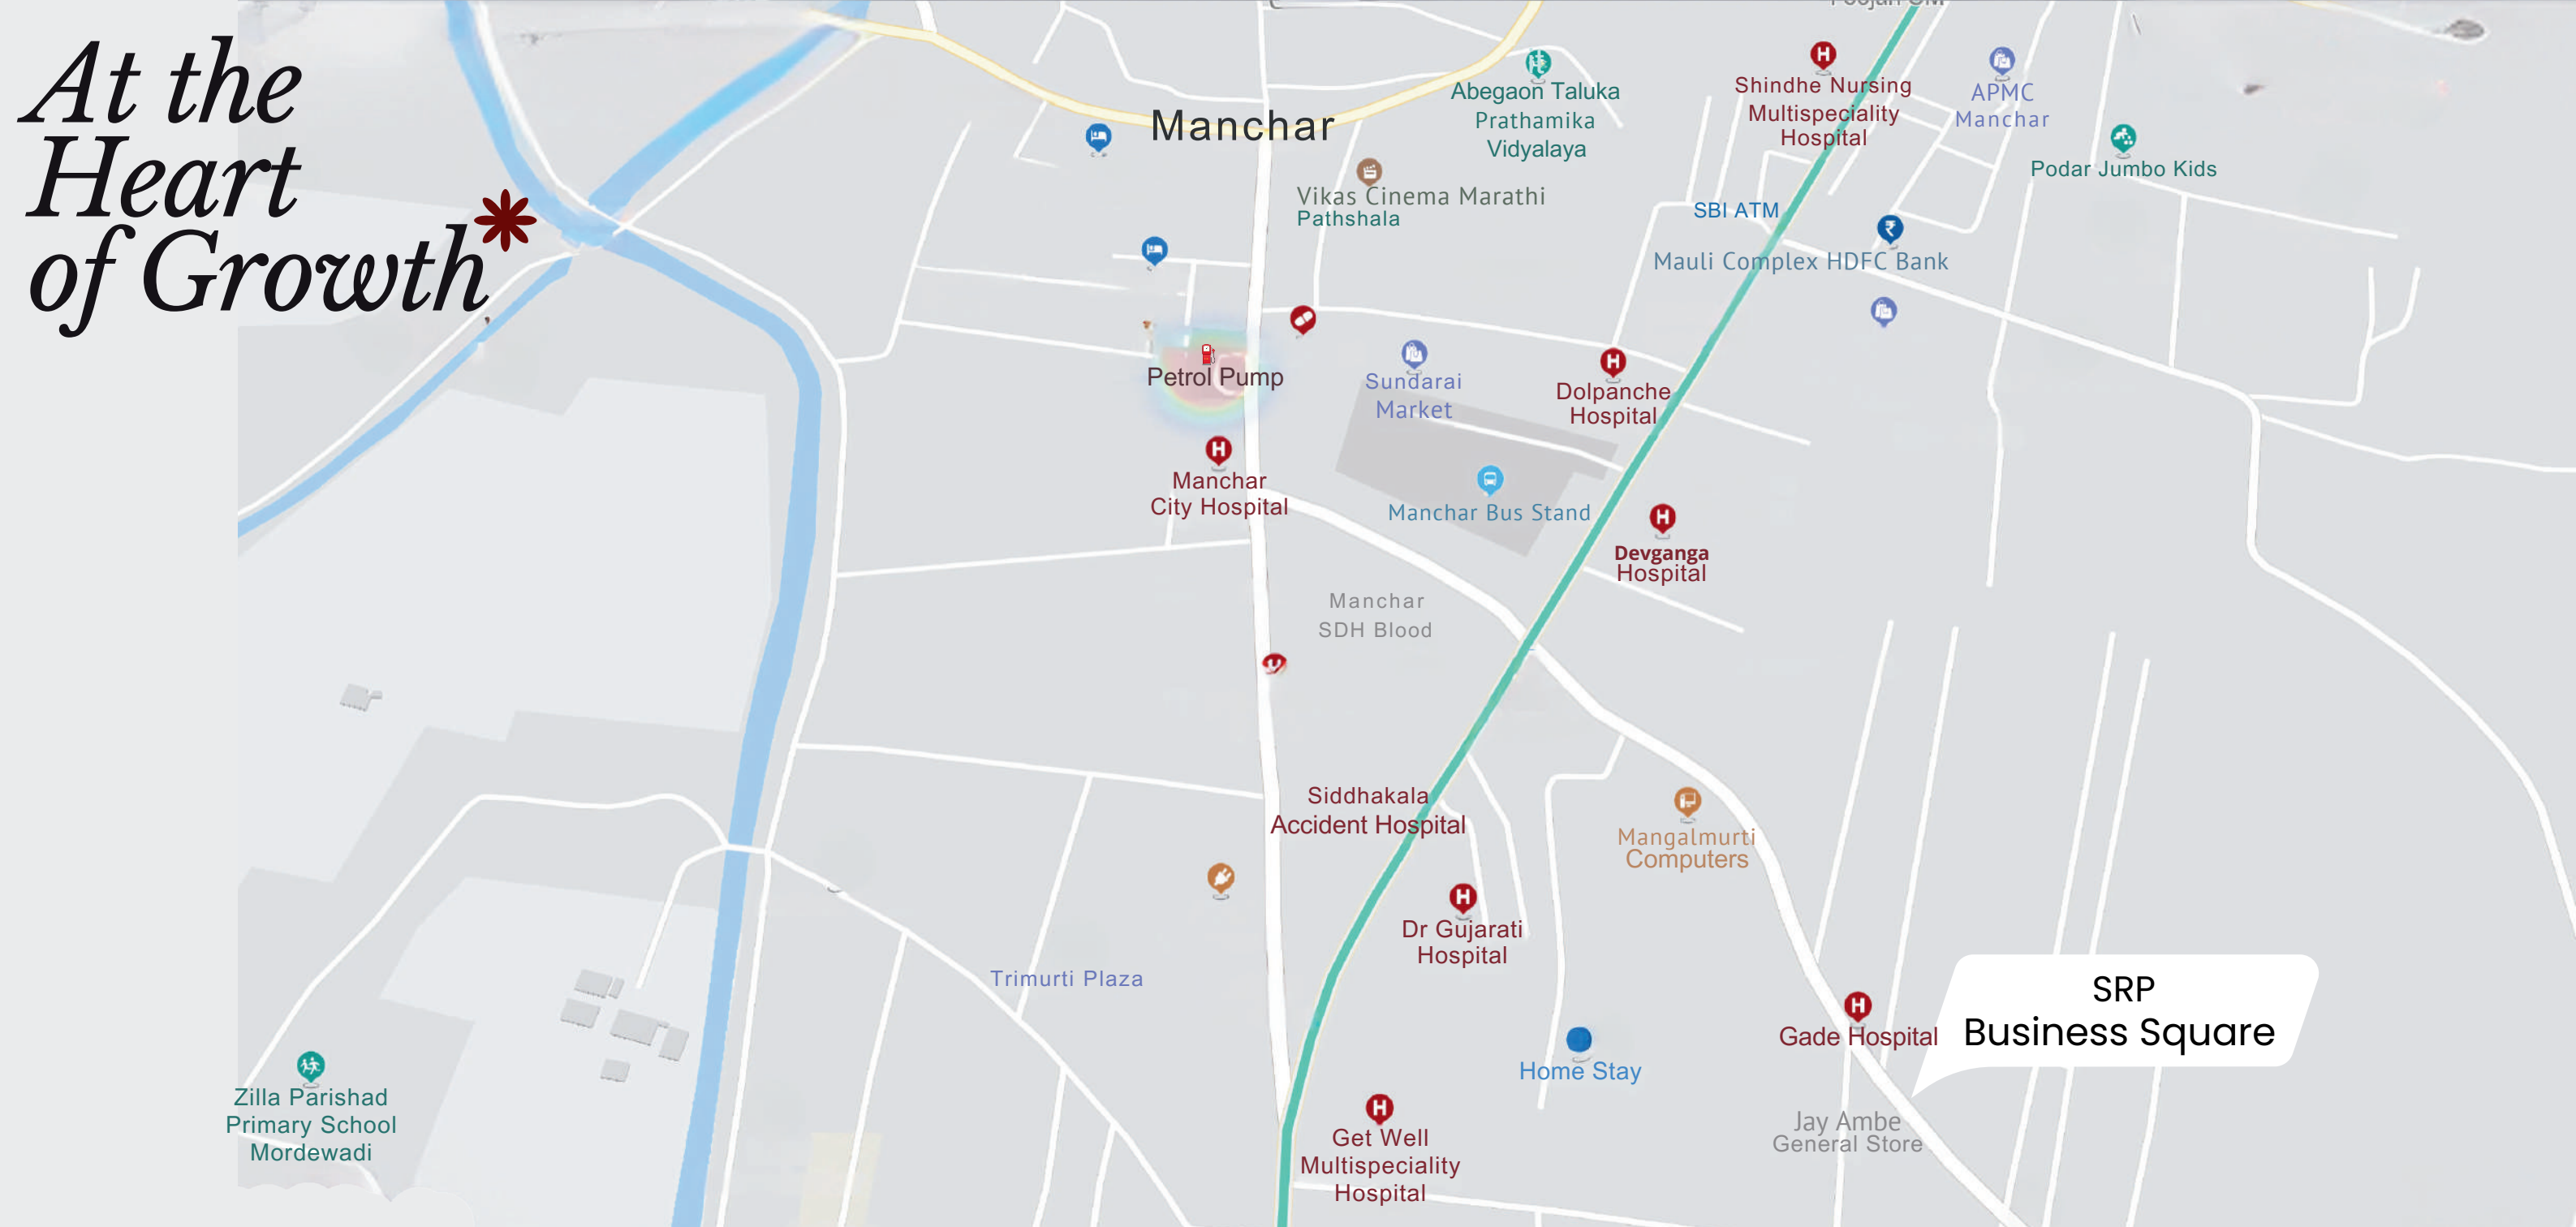 At the
Heart
of Growth
Manchar
Abegaon Taluka
Prathamika
Vidyalaya
Shindhe Nursing
Multispeciality
Hospital
APMC
Manchar
Podar Jumbo Kids
Vikas Cinema Marathi
Pathshala
SBI ATM
Mauli Complex HDFC Bank
Petrol Pump
Sundarai
Market
Dolpanche
Hospital
Manchar
City Hospital
Manchar Bus Stand
Devganga
Hospital
Manchar
SDH Blood
Siddhakala
Accident Hospital
Mangalmurti
Computers
Dr Gujarati
Hospital
Trimurti Plaza
SRP
Business Square
Gade Hospital
Home Stay
Zilla Parishad
Primary School
Mordewadi
Get Well
Multispeciality
Hospital
Jay Ambe
General Store